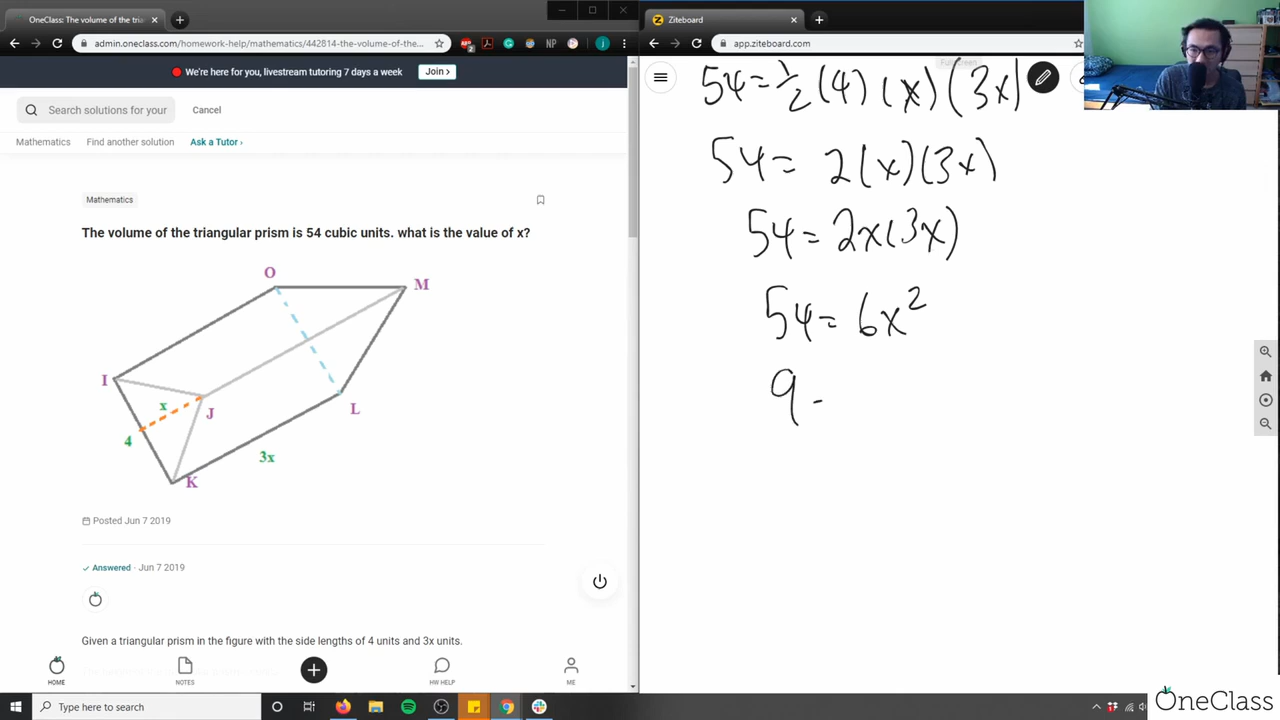 OneClass: The volume of the tria
admin.oneclass.com/homework-help/mathematics/442814-the-volume-of-the...
NP
j
We're here for you, livestream tutoring 7 days a week
Join ›
Search solutions for your
Cancel
Mathematics
Find another solution
Ask a Tutor ›
Mathematics
The volume of the triangular prism is 54 cubic units. what is the value of x?
O
M
I
x
J
L
4
3x
K
Posted Jun 7 2019
Answered · Jun 7 2019
Given a triangular prism in the figure with the side lengths of 4 units and 3x units.
HOME
NOTES
HW HELP
ME
Type here to search
Ziteboard
app.ziteboard.com
54 = 1/2 (4) (x) (3x)
54 = 2(x)(3x)
54 = 2x(3x)
54 = 6x²
9 -
OneClass